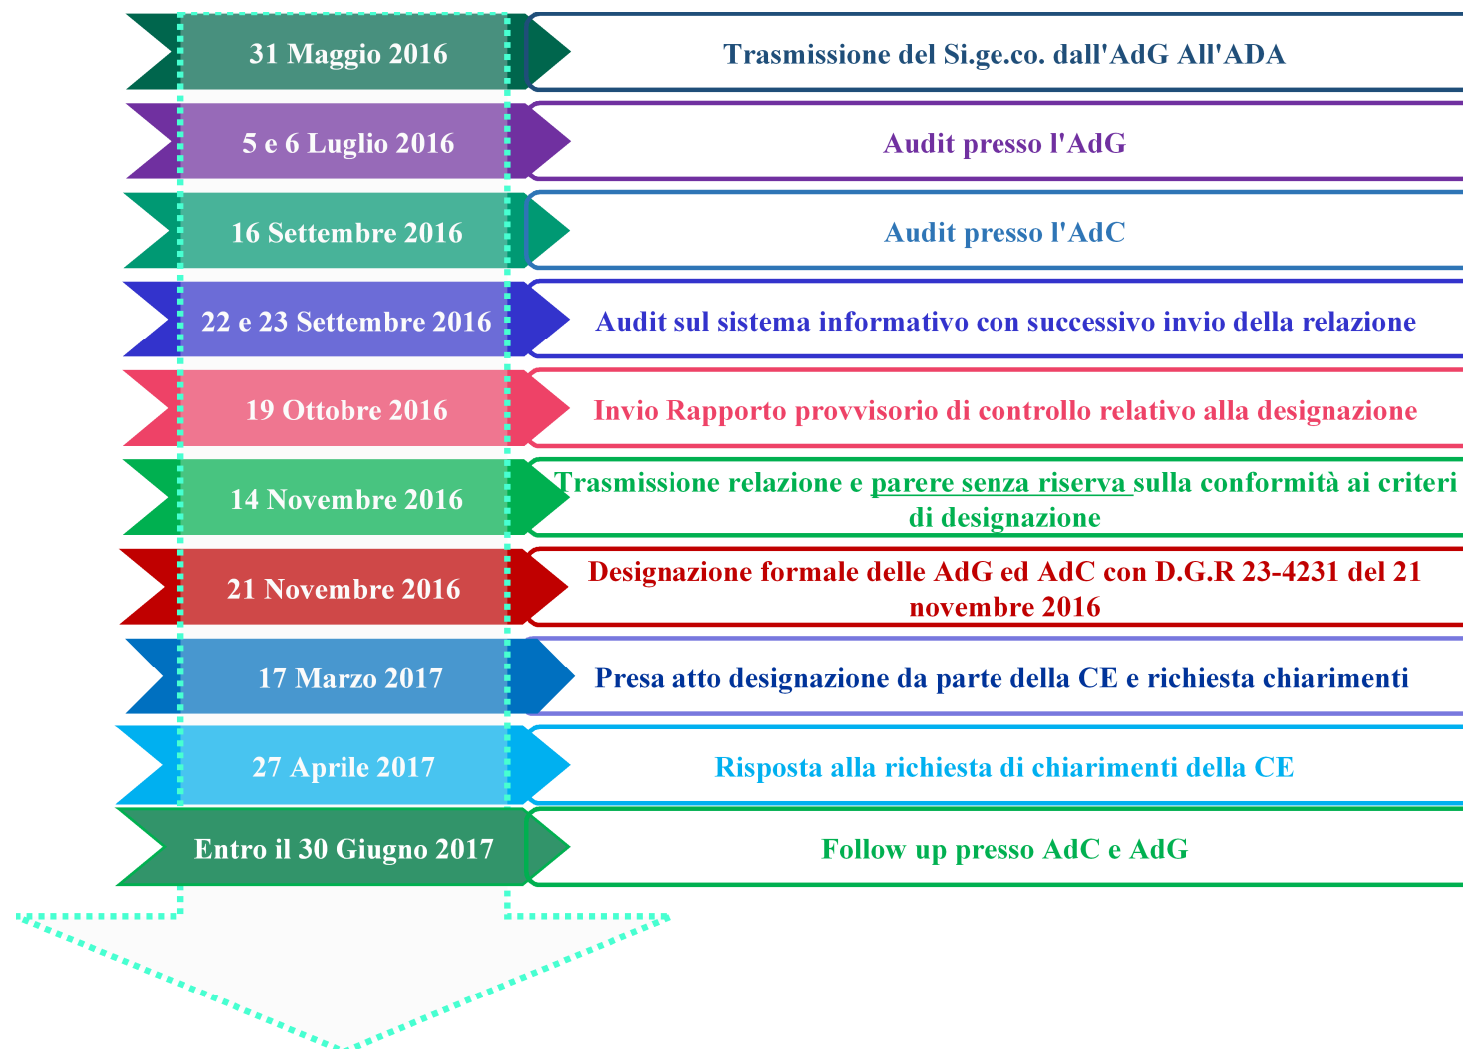 31 Maggio 2016
Trasmissione del Si.ge.co. dall'AdG All'ADA
5 e 6 Luglio 2016
Audit presso l'AdG
16 Settembre 2016
Audit presso l'AdC
22 e 23 Settembre 2016
Audit sul sistema informativo con successivo invio della relazione
19 Ottobre 2016
Invio Rapporto provvisorio di controllo relativo alla designazione
14 Novembre 2016
Trasmissione relazione e parere senza riserva sulla conformità ai criteri
di designazione
21 Novembre 2016
Designazione formale delle AdG ed AdC con D.G.R 23-4231 del 21
novembre 2016
17 Marzo 2017
Presa atto designazione da parte della CE e richiesta chiarimenti
27 Aprile 2017
Risposta alla richiesta di chiarimenti della CE
Entro il 30 Giugno 2017
Follow up presso AdC e AdG